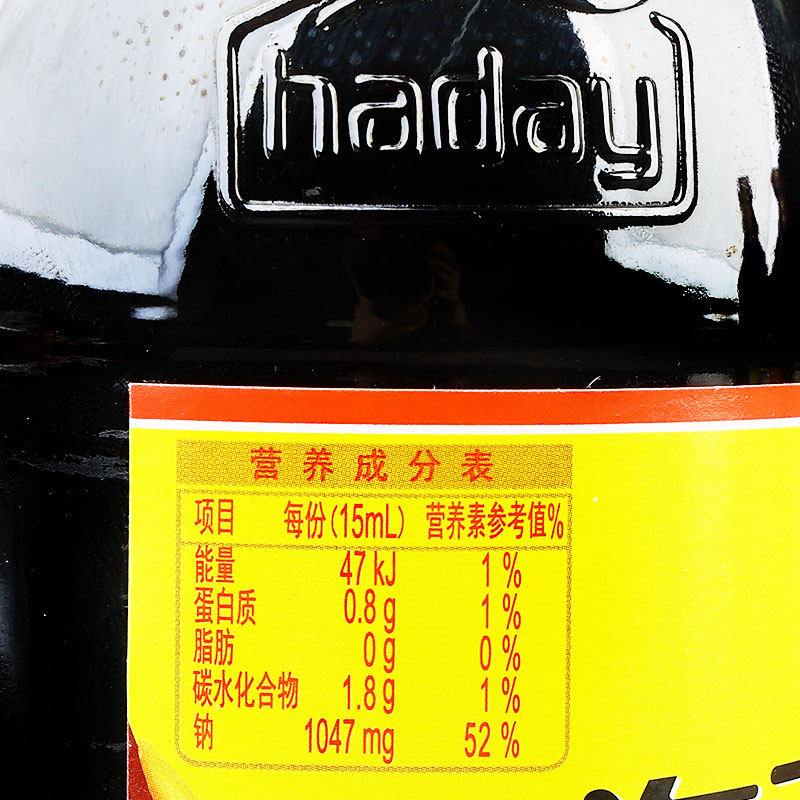 haday
营养成分表
项目 每份(15mL) 营养素参考值%
能量 47 kJ 1 %
蛋白质 0.8 g 1 %
脂肪 0 g 0 %
碳水化合物 1.8 g 1 %
钠 1047 mg 52 %